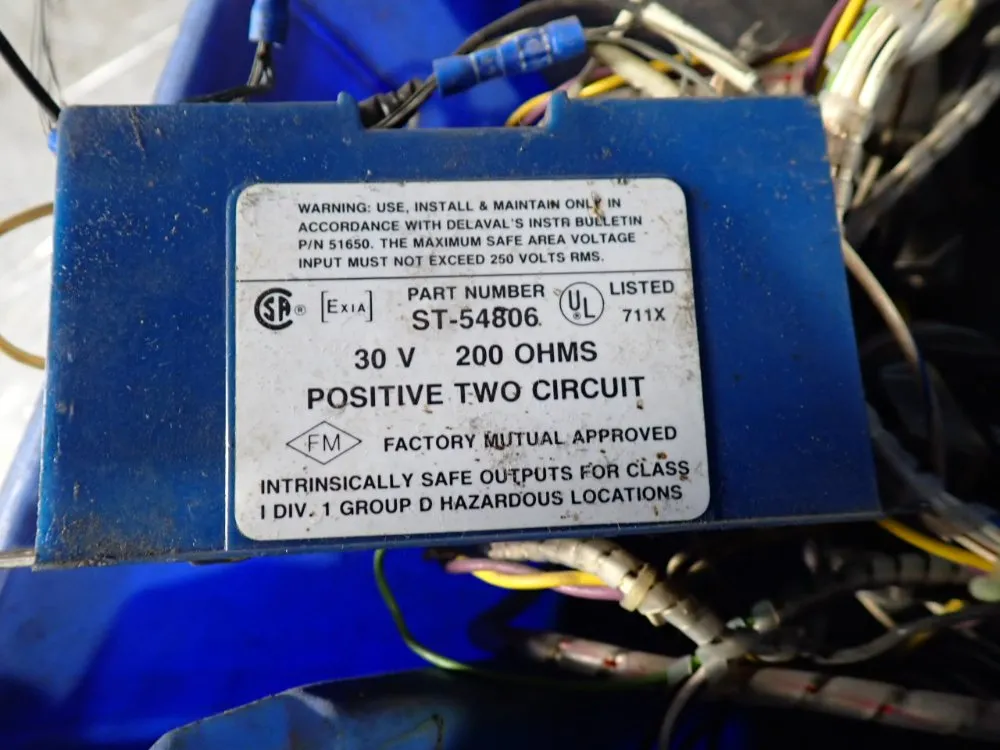 WARNING: USE, INSTALL & MAINTAIN ONLY IN
ACCORDANCE WITH DELAVAL'S INSTR BULLETIN
P/N 51650. THE MAXIMUM SAFE AREA VOLTAGE
INPUT MUST NOT EXCEED 250 VOLTS RMS.
SA ® [EXIA] PART NUMBER UL ® LISTED
ST-54806 711X
30 V 200 OHMS
POSITIVE TWO CIRCUIT
FM FACTORY MUTUAL APPROVED
INTRINSICALLY SAFE OUTPUTS FOR CLASS
I DIV. 1 GROUP D HAZARDOUS LOCATIONS